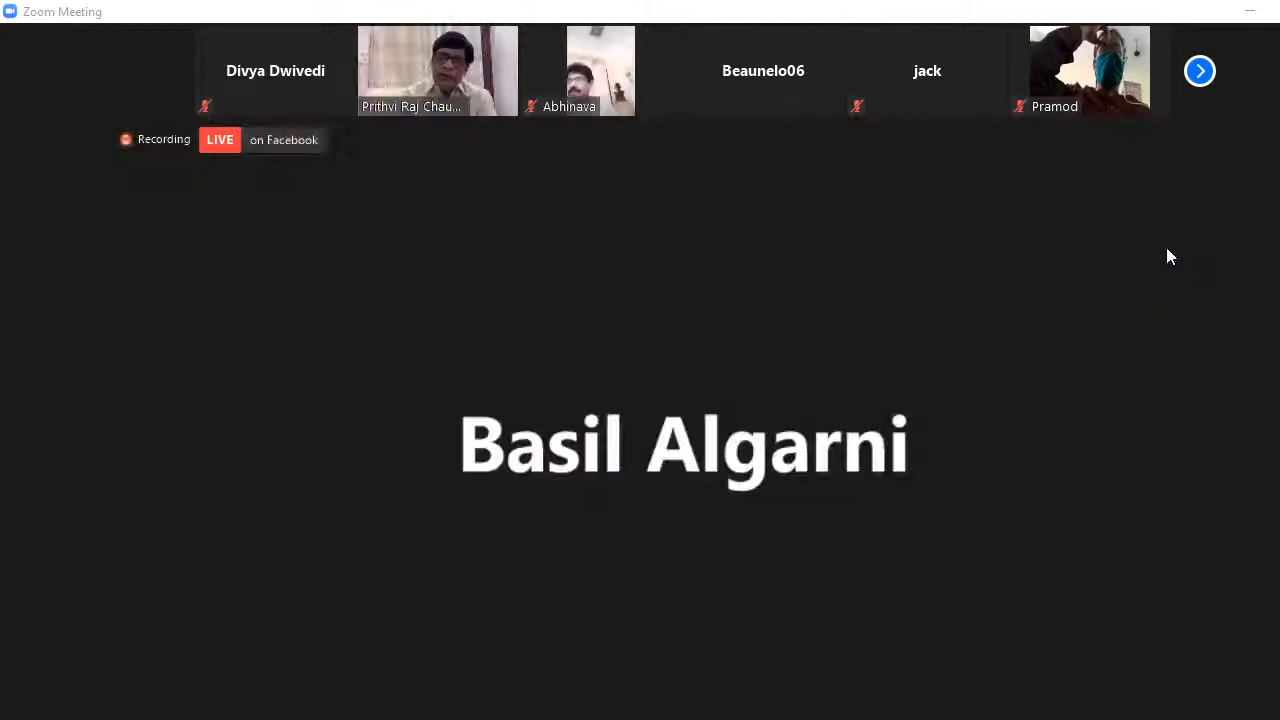 Zoom Meeting
Divya Dwivedi
Prithvi Raj Chau...
Abhinava
Beaunelo06
jack
Pramod
Recording
LIVE on Facebook
Basil Algarni